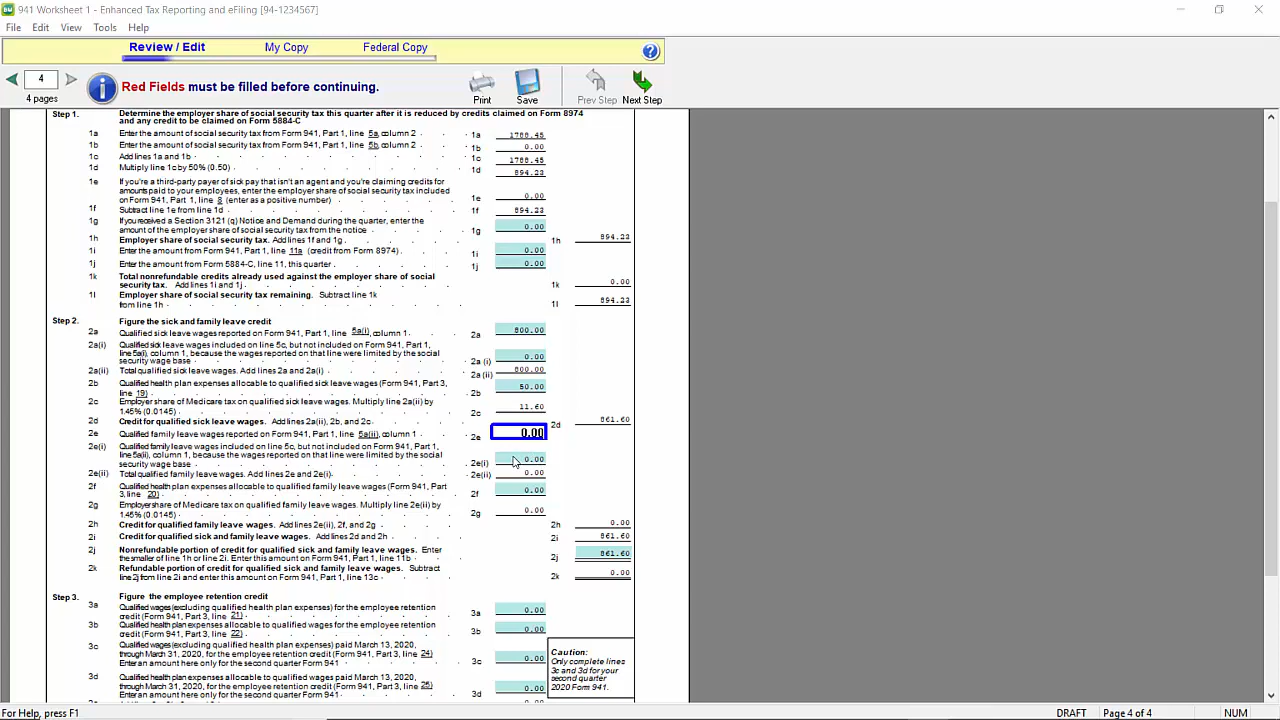 941 Worksheet 1 - Enhanced Tax Reporting and eFiling [94-1234567]
File Edit View Tools Help
Review / Edit My Copy Federal Copy
4
4 pages
Red Fields must be filled before continuing.
Print Save Prev Step Next Step
Step 1. Determine the employer share of social security tax this quarter after it is reduced by credits claimed on Form 8974
and any credit to be claimed on Form 5884-C
1a Enter the amount of social security tax from Form 941, Part 1, line 5a, column 2 1a 1788.45
1b Enter the amount of social security tax from Form 941, Part 1, line 5b, column 2 1b 0.00
1c Add lines 1a and 1b 1c 1788.45
1d Multiply line 1c by 50% (0.50) 1d 894.23
1e If you're a third-party payer of sick pay that isn't an agent and you're claiming credits for
amounts paid to your employees, enter the employer share of social security tax included
on Form 941, Part 1, line 8 (enter as a positive number) 1e 0.00
1f Subtract line 1e from line 1d 1f 894.23
1g If you received a Section 3121 (q) Notice and Demand during the quarter, enter the
amount of the employer share of social security tax from the notice 1g 0.00
1h Employer share of social security tax. Add lines 1f and 1g 1h 894.23
1i Enter the amount from Form 941, Part 1, line 11a (credit from Form 8974) 1i 0.00
1j Enter the amount from Form 5884-C, line 11, this quarter 1j 0.00
1k Total nonrefundable credits already used against the employer share of social
security tax. Add lines 1i and 1j 1k 0.00
1l Employer share of social security tax remaining. Subtract line 1k
from line 1h 1l 894.23
Step 2. Figure the sick and family leave credit
2a Qualified sick leave wages reported on Form 941, Part 1, line 5a(i), column 1 2a 800.00
2a(i) Qualified sick leave wages included on line 5c, but not included on Form 941, Part 1,
line 5a(i), column 1, because the wages reported on that line were limited by the social
security wage base 2a (i) 0.00
2a(ii) Total qualified sick leave wages. Add lines 2a and 2a(i) 2a (ii) 800.00
2b Qualified health plan expenses allocable to qualified sick leave wages (Form 941, Part 3,
line 19) 2b 50.00
2c Employer share of Medicare tax on qualified sick leave wages. Multiply line 2a(ii) by
1.45% (0.0145) 2c 11.60
2d Credit for qualified sick leave wages. Add lines 2a(ii), 2b, and 2c 2d 861.60
2e Qualified family leave wages reported on Form 941, Part 1, line 5a(ii), column 1 2e 0.00
2e(i) Qualified family leave wages included on line 5c, but not included on Form 941, Part 1,
line 5a(ii), column 1, because the wages reported on that line were limited by the social
security wage base 2e(i) 0.00
2e(ii) Total qualified family leave wages. Add lines 2e and 2e(i) 2e(ii) 0.00
2f Qualified health plan expenses allocable to qualified family leave wages (Form 941, Part
3, line 20) 2f 0.00
2g Employer share of Medicare tax on qualified family leave wages. Multiply line 2e(ii) by
1.45% (0.0145) 2g 0.00
2h Credit for qualified family leave wages. Add lines 2e(ii), 2f, and 2g 2h 0.00
2i Credit for qualified sick and family leave wages. Add lines 2d and 2h 2i 861.60
2j Nonrefundable portion of credit for qualified sick and family leave wages. Enter
the smaller of line 1h or line 2i. Enter this amount on Form 941, Part 1, line 11b 2j 861.60
2k Refundable portion of credit for qualified sick and family leave wages. Subtract
line 2j from line 2i and enter this amount on Form 941, Part 1, line 13c 2k 0.00
Step 3. Figure the employee retention credit
3a Qualified wages (excluding qualified health plan expenses) for the employee retention
credit (Form 941, Part 3, line 21) 3a 0.00
3b Qualified health plan expenses allocable to qualified wages for the employee retention
credit (Form 941, Part 3, line 22) 3b 0.00
3c Qualified wages (excluding qualified health plan expenses) paid March 13, 2020,
through March 31, 2020, for the employee retention credit (Form 941, Part 3, line 24)
Enter an amount here only for the second quarter Form 941 3c 0.00
3d Qualified health plan expenses allocable to qualified wages paid March 13, 2020,
through March 31, 2020, for the employee retention credit (Form 941, Part 3, line 25)
Enter an amount here only for the second quarter Form 941 3d 0.00
Caution:
Only complete lines
3c and 3d for your
second quarter
2020 Form 941.
For Help, press F1 DRAFT Page 4 of 4 NUM